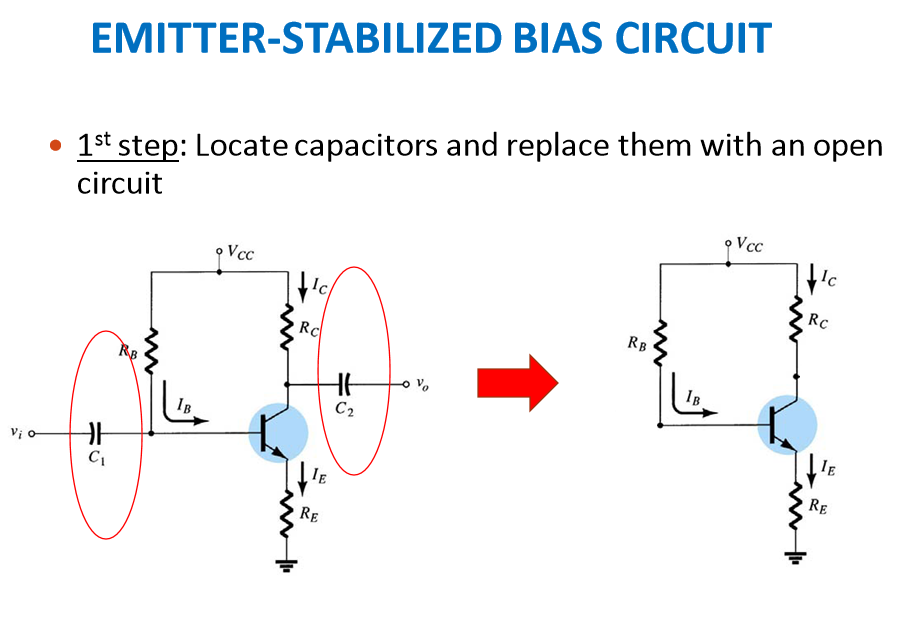 EMITTER-STABILIZED BIAS CIRCUIT
• 1st step: Locate capacitors and replace them with an open
circuit
VCC
IC
RC
RB
IB
C2
vo
vi
C1
IE
RE
VCC
IC
RC
RB
IB
IE
RE